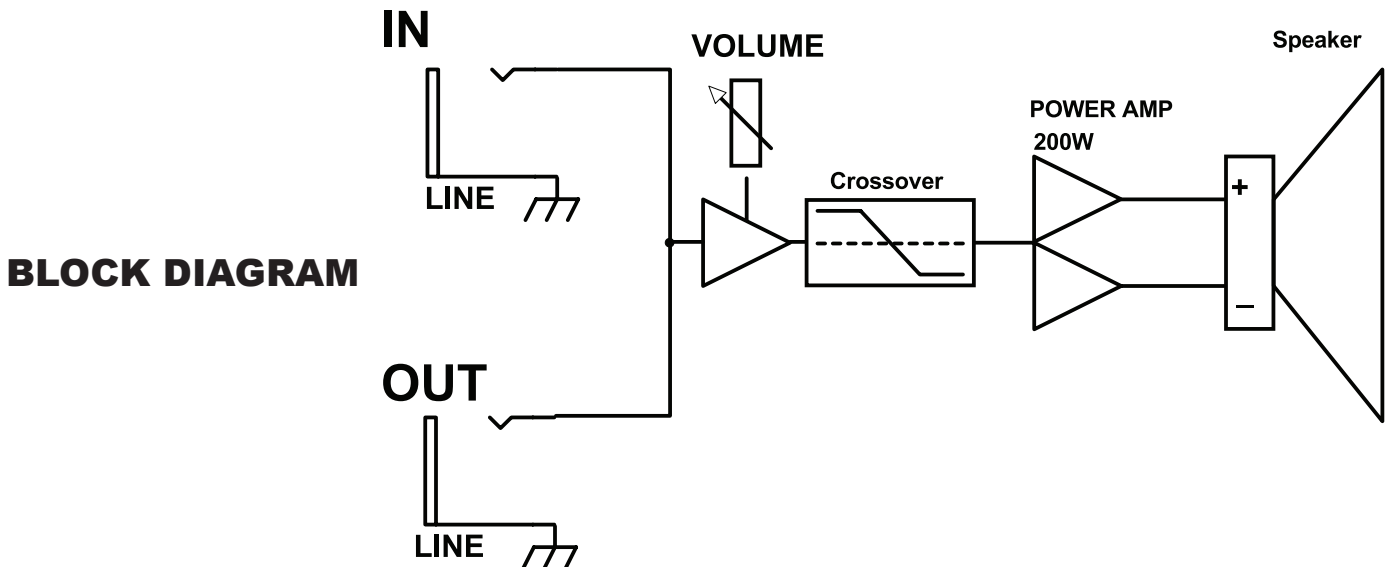 IN
VOLUME
Speaker
POWER AMP
200W
Crossover
LINE
+
BLOCK DIAGRAM
–
OUT
LINE